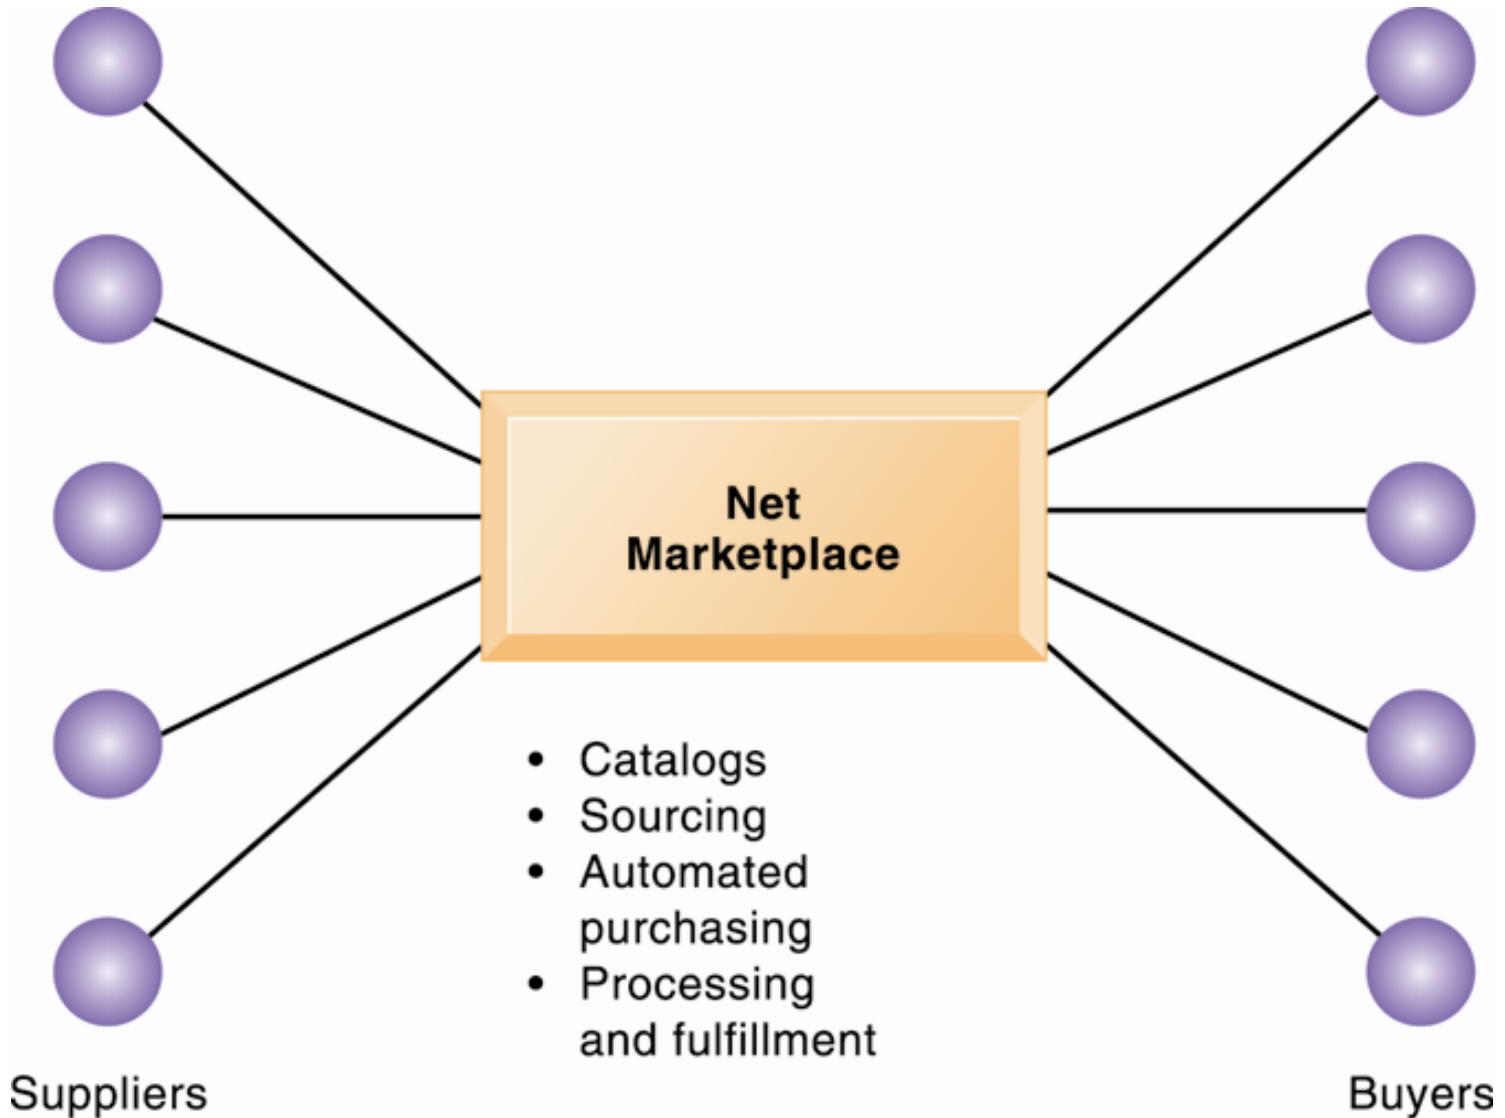 Net
Marketplace
• Catalogs
• Sourcing
• Automated
purchasing
• Processing
and fulfillment
Suppliers
Buyers